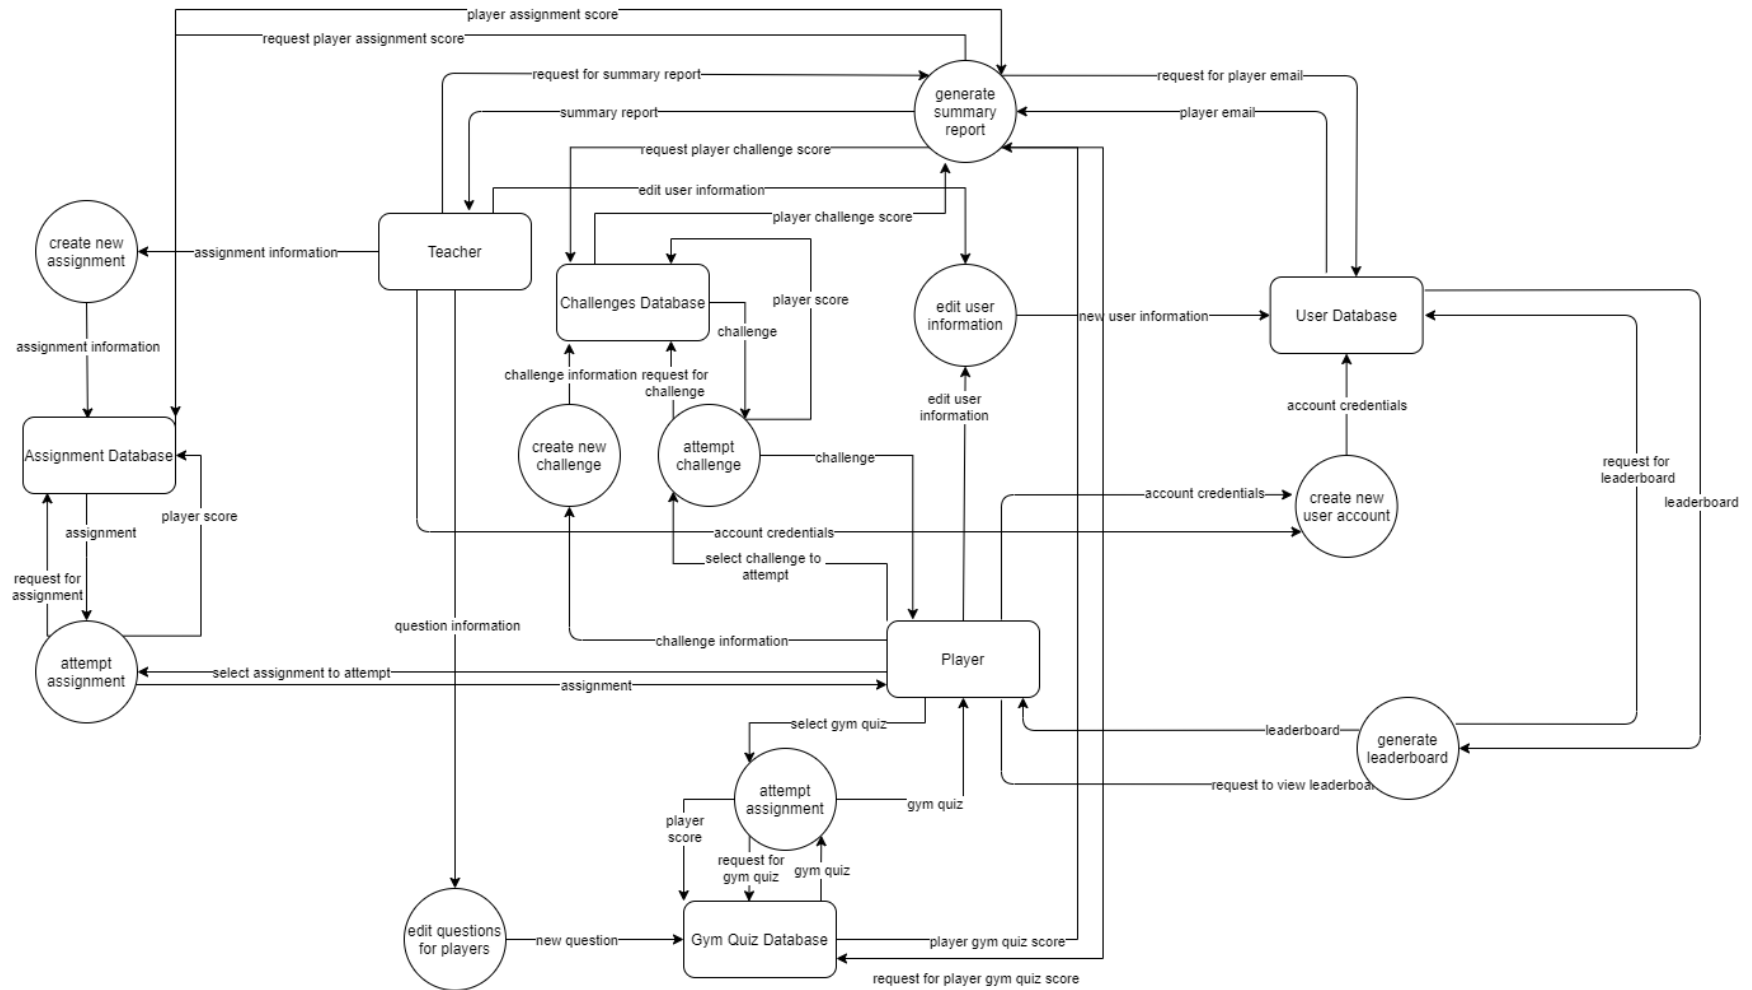 player assignment score
request player assignment score
request for summary report
request for player email
generate
summary
report
summary report
player email
request player challenge score
edit user information
player challenge score
create new
assignment
assignment information
Teacher
Challenges Database
player score
challenge
edit user
information
new user information
User Database
assignment information
challenge information
request for
challenge
edit user
information
account credentials
Assignment Database
create new
challenge
attempt
challenge
challenge
request for
leaderboard
leaderboard
account credentials
create new
user account
player score
assignment
account credentials
select challenge to
attempt
request for
assignment
question information
challenge information
Player
attempt
assignment
select assignment to attempt
assignment
select gym quiz
leaderboard
generate
leaderboard
request to view leaderboa
attempt
assignment
gym quiz
player
score
request for
gym quiz
gym quiz
edit questions
for players
new question
Gym Quiz Database
player gym quiz score
request for player gym quiz score